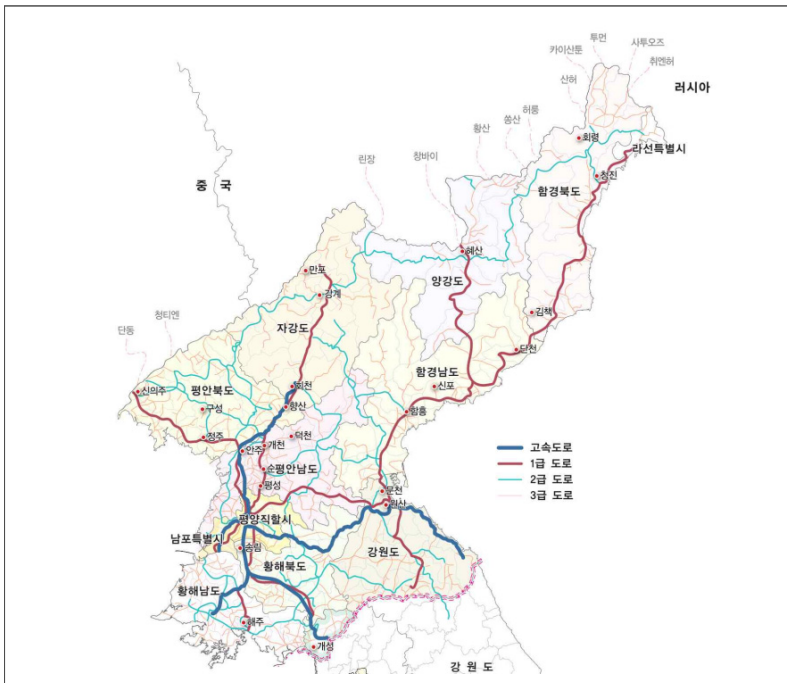 투먼
카이산툰
사투오즈
취엔허
산허
러시아
허룽
쑹산
황산
회령
라선특별시
린장
창바이
청진
중 국
함경북도
혜산
만포
양강도
강계
청티엔
김책
자강도
단동
단천
함경남도
희천
신포
신의주
평안북도
향산
구성
함흥
정주
덕천
개천
안주
고속도로
순평안남도
1급 도로
평성
2급 도로
문천
3급 도로
원산
평양직할시
남포특별시
송림
강원도
황해북도
황해남도
해주
개성
강 원 도